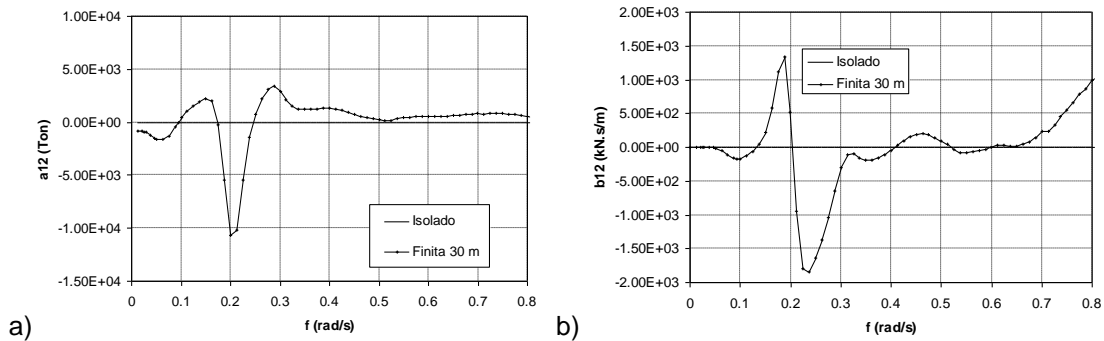 1.00E+04
5.00E+03
0.00E+00
-5.00E+03
-1.00E+04
-1.50E+04
a12 (Ton)
Isolado
Finita 30 m
0 0.1 0.2 0.3 0.4 0.5 0.6 0.7 0.8
f (rad/s)
a)
2.00E+03
1.50E+03
1.00E+03
5.00E+02
0.00E+00
-5.00E+02
-1.00E+03
-1.50E+03
-2.00E+03
b12 (kN.s/m)
Isolado
Finita 30 m
0 0.1 0.2 0.3 0.4 0.5 0.6 0.7 0.8
f (rad/s)
b)